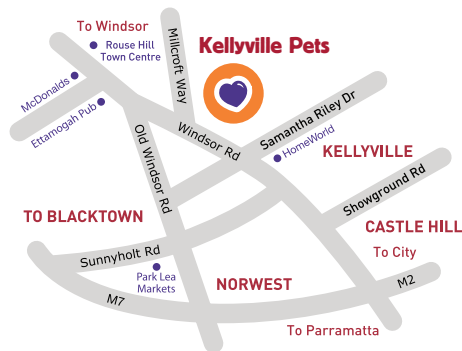 To Windsor
Rouse Hill
Town Centre
Millcroft Way
Kellyville Pets
McDonalds
Ettamogah Pub
Old Windsor Rd
Windsor Rd
Samantha Riley Dr
HomeWorld
KELLYVILLE
Showground Rd
TO BLACKTOWN
CASTLE HILL
Sunnyholt Rd
To City
Park Lea
Markets
NORWEST
M7
M2
To Parramatta